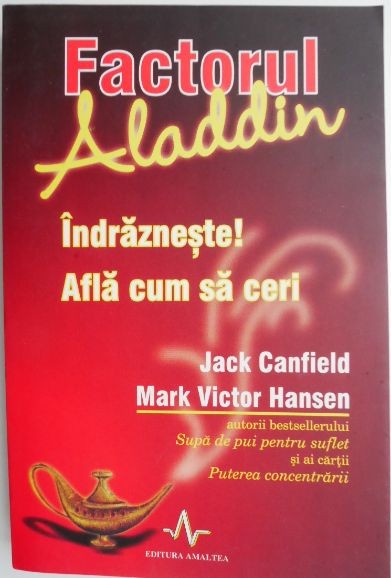 Factorul
Aladdin
Îndrăznește!
Află cum să ceri
Jack Canfield
Mark Victor Hansen
autorii bestsellerului
Supă de pui pentru suflet
și ai cărții
Puterea concentrării
EDITURA AMALTEA